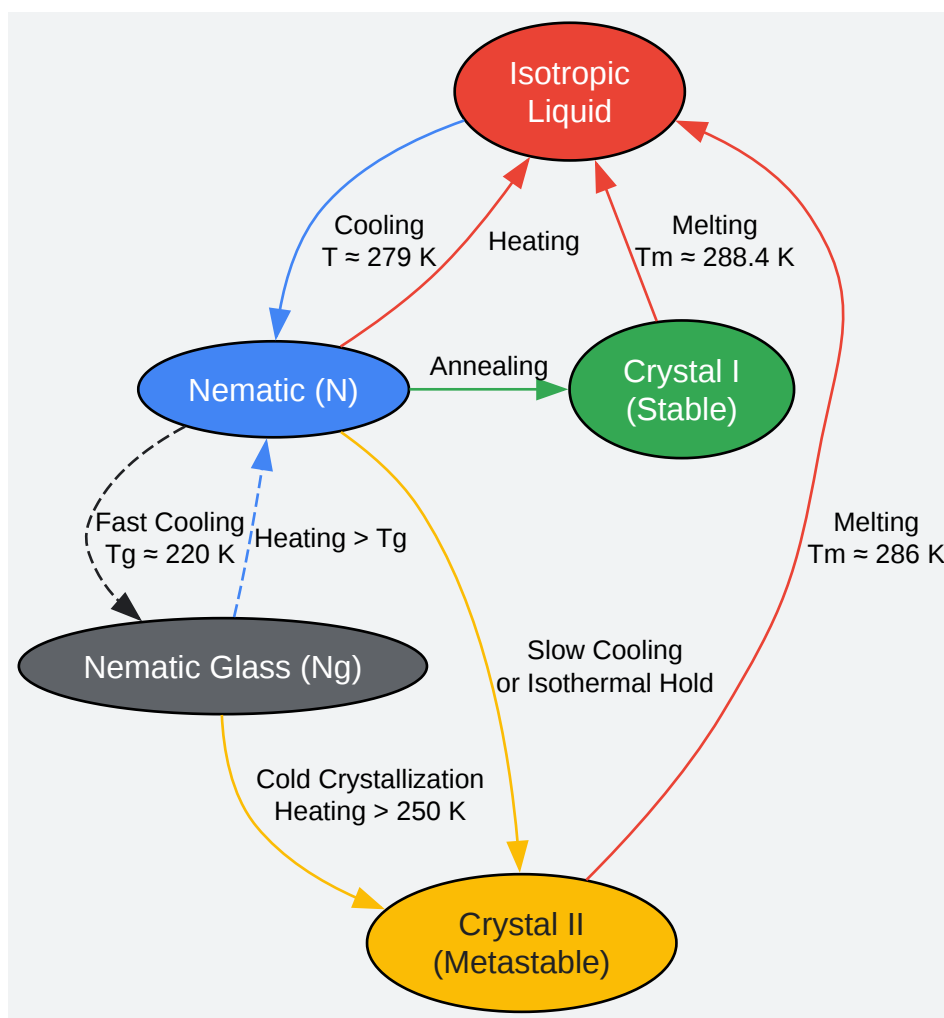 Isotropic
Liquid
Cooling
T ≈ 279 K
Heating
Melting
Tm ≈ 288.4 K
Nematic (N)
Annealing
Crystal I
(Stable)
Fast Cooling
Tg ≈ 220 K
Heating > Tg
Melting
Tm ≈ 286 K
Nematic Glass (Ng)
Slow Cooling
or Isothermal Hold
Cold Crystallization
Heating > 250 K
Crystal II
(Metastable)